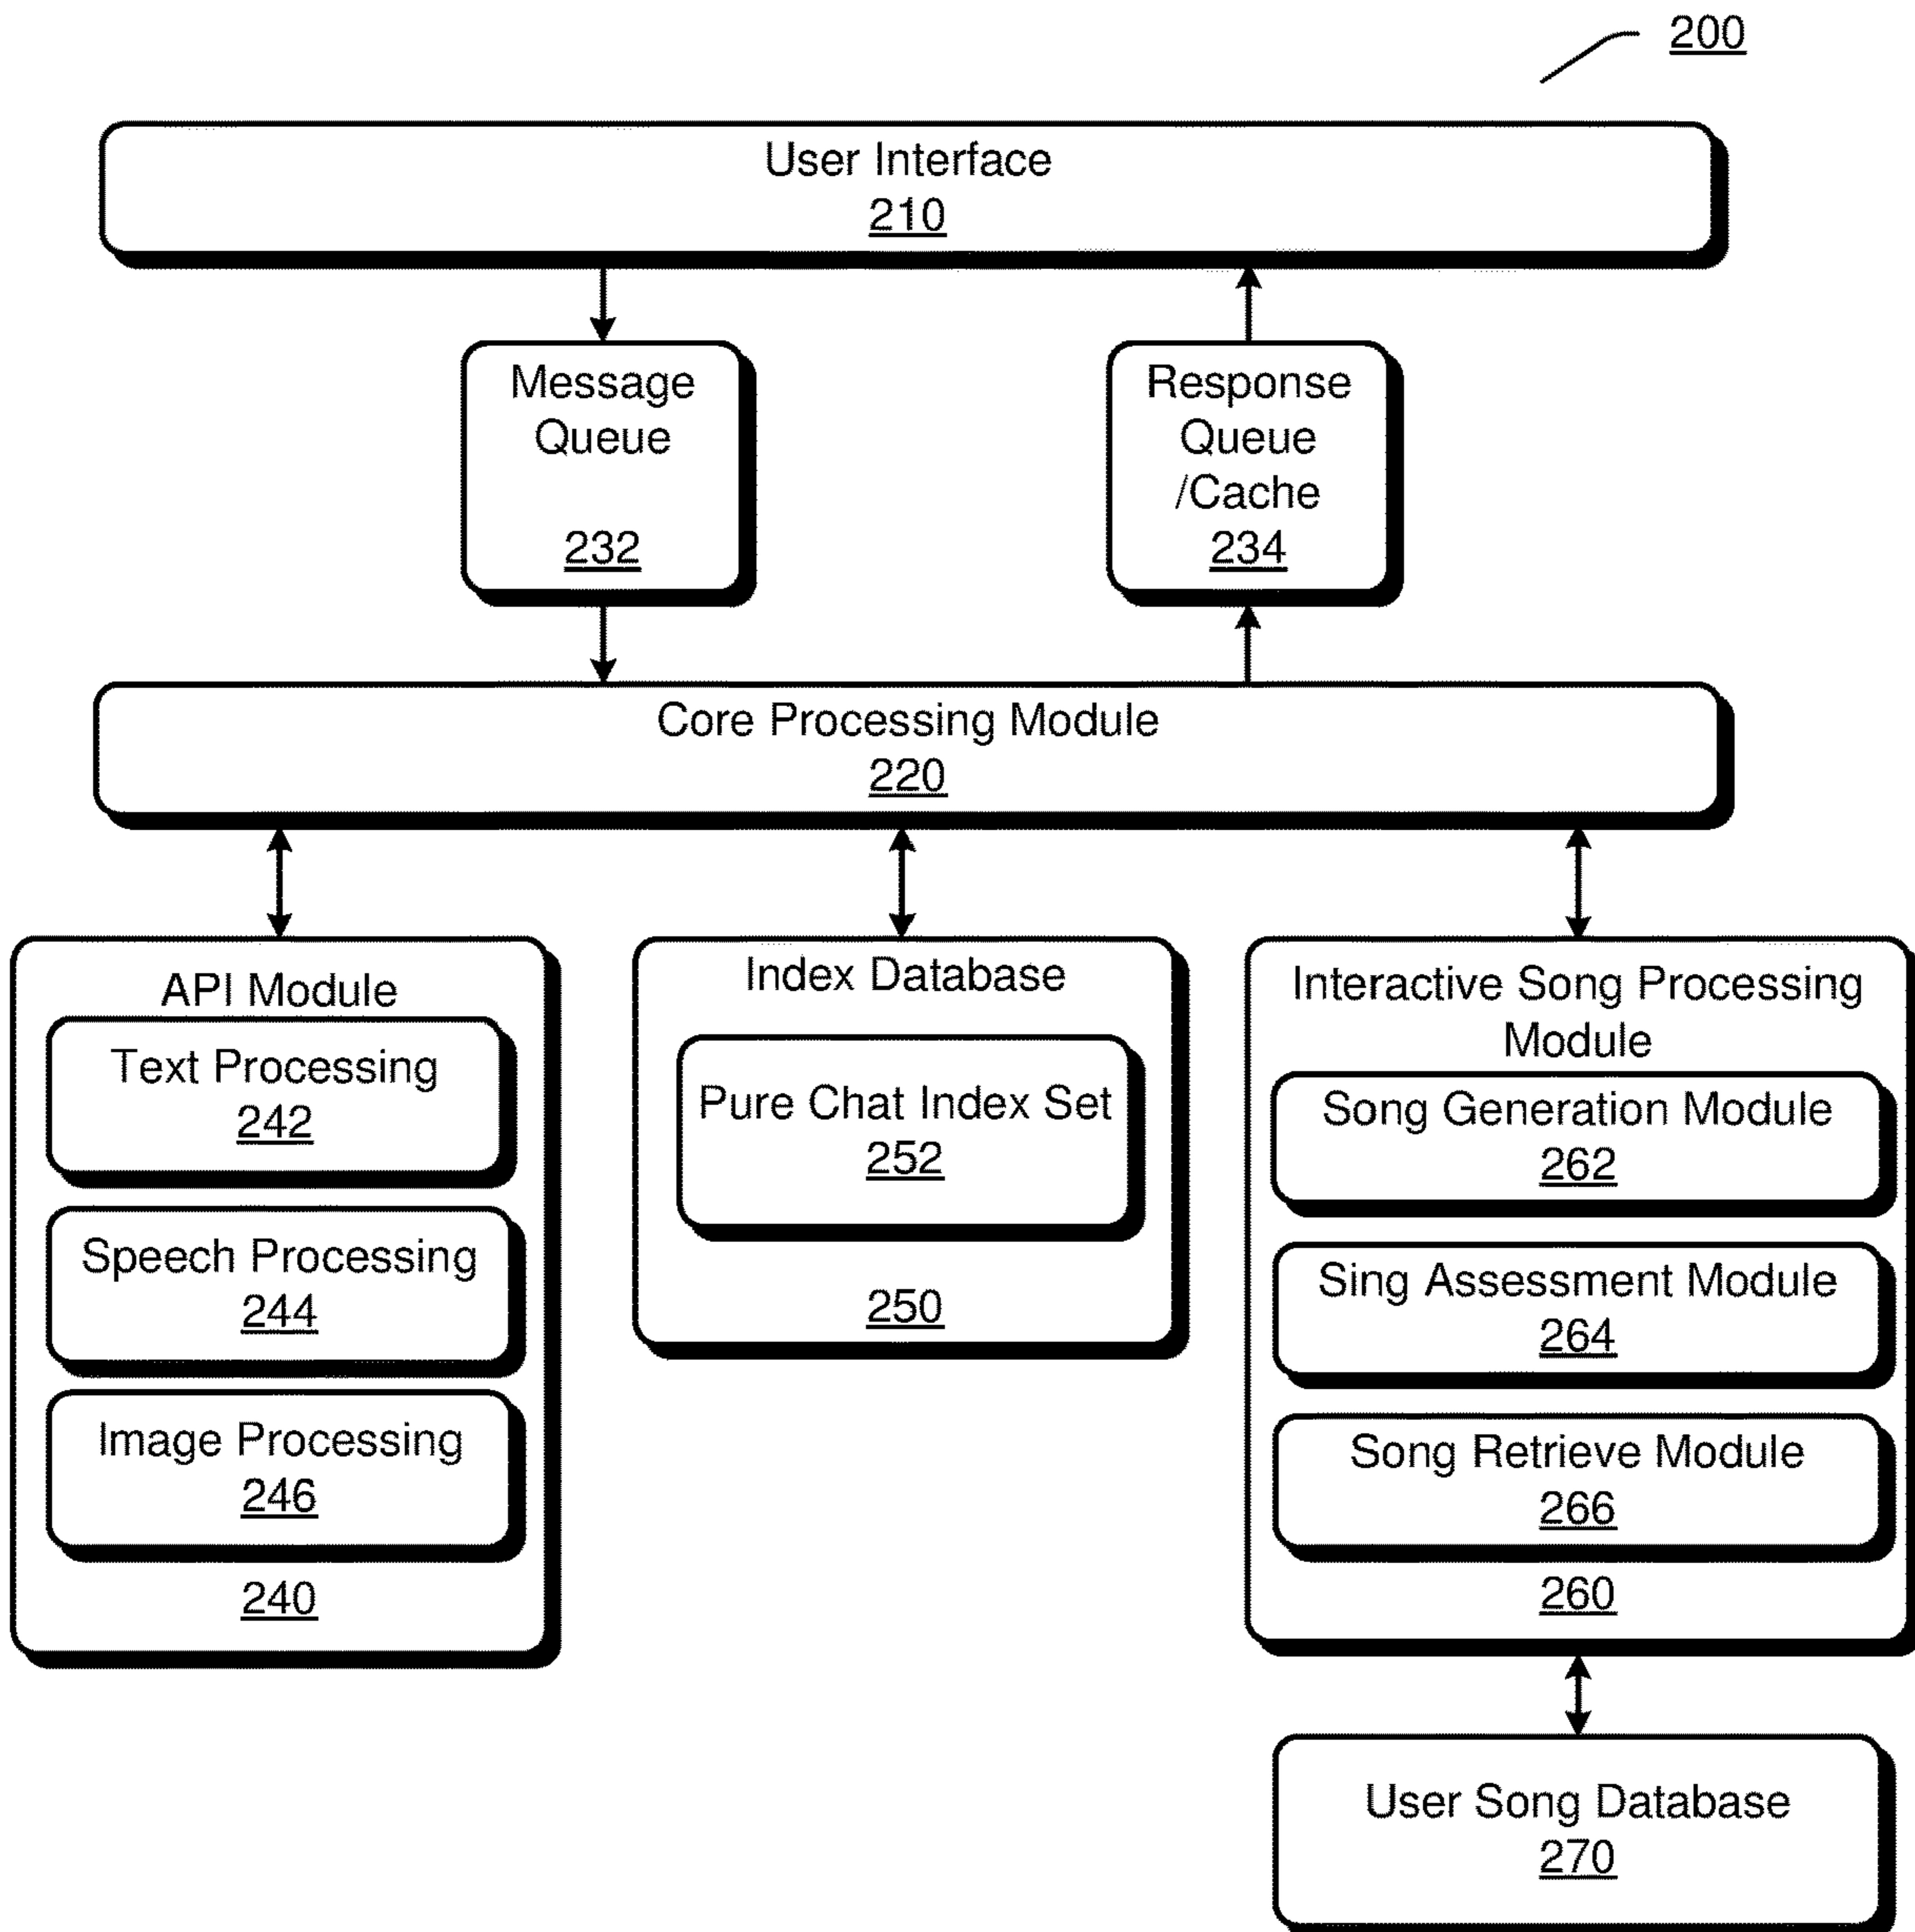 200
User Interface
210
Message
Queue
232
Response
Queue
/Cache
234
Core Processing Module
220
API Module
Text Processing
242
Speech Processing
244
Image Processing
246
240
Index Database
Pure Chat Index Set
252
250
Interactive Song Processing
Module
Song Generation Module
262
Sing Assessment Module
264
Song Retrieve Module
266
260
User Song Database
270